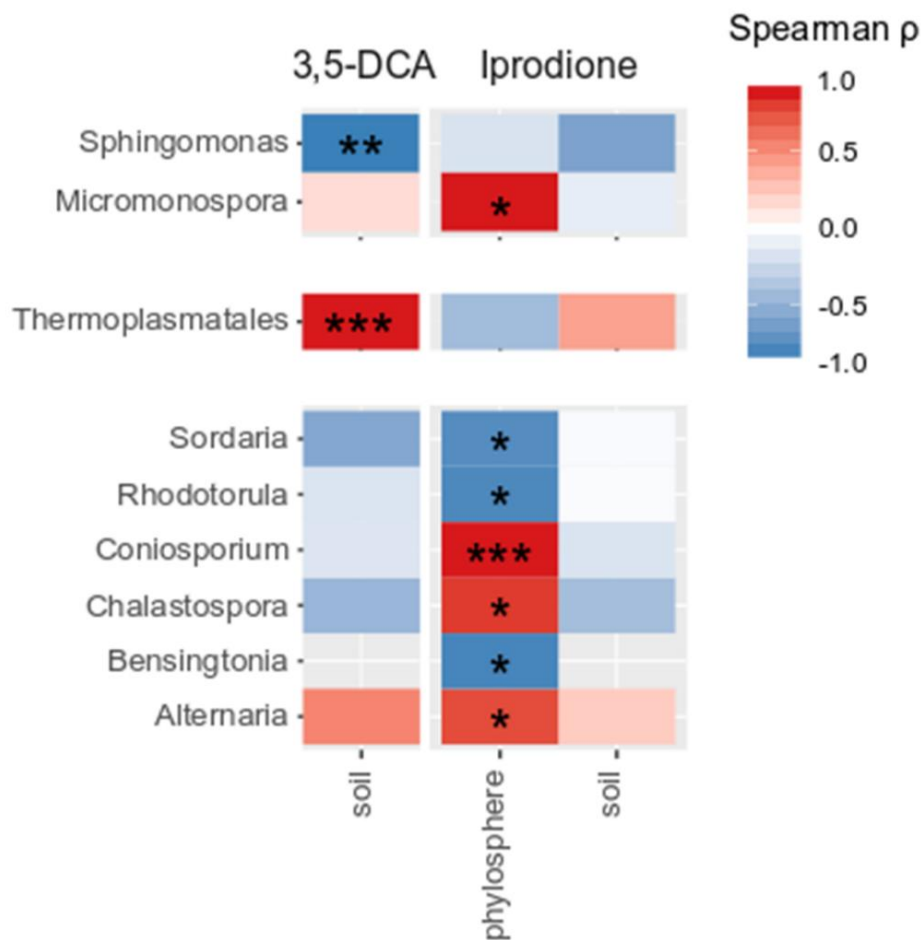 Spearman ρ
3,5-DCA Iprodione
1.0
0.5
0.0
-0.5
-1.0
Sphingomonas **
Micromonospora *
Thermoplasmatales ***
Sordaria *
Rhodotorula *
Coniosporium ***
Chalastospora *
Bensingtonia *
Alternaria *
soil
phylosphere
soil